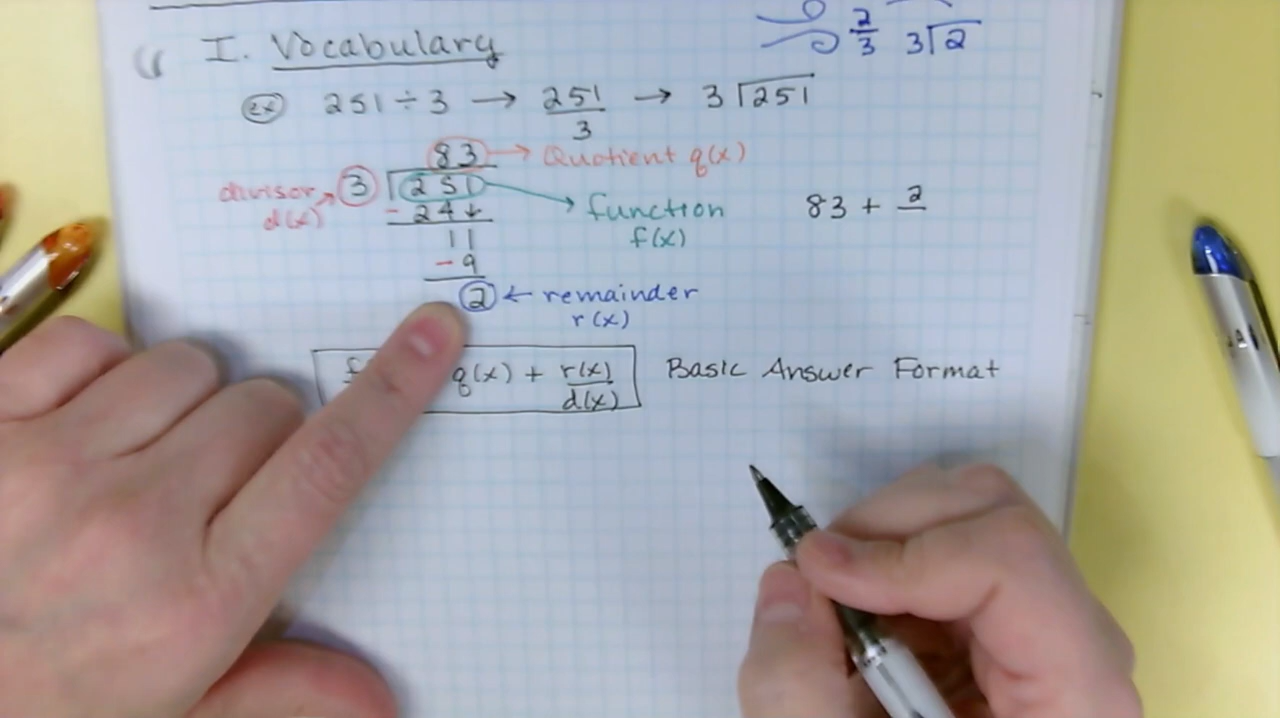 2/3 3⟌2
I. Vocabulary
ex 251 ÷ 3 → 251/3 → 3⟌251
83 → Quotient q(x)
divisor → 3⟌251 → function
d(x) - 24↓ f(x)
83 + 2/
11
- 9
2 ← remainder
r(x)
q(x) + r(x)/d(x) Basic Answer Format